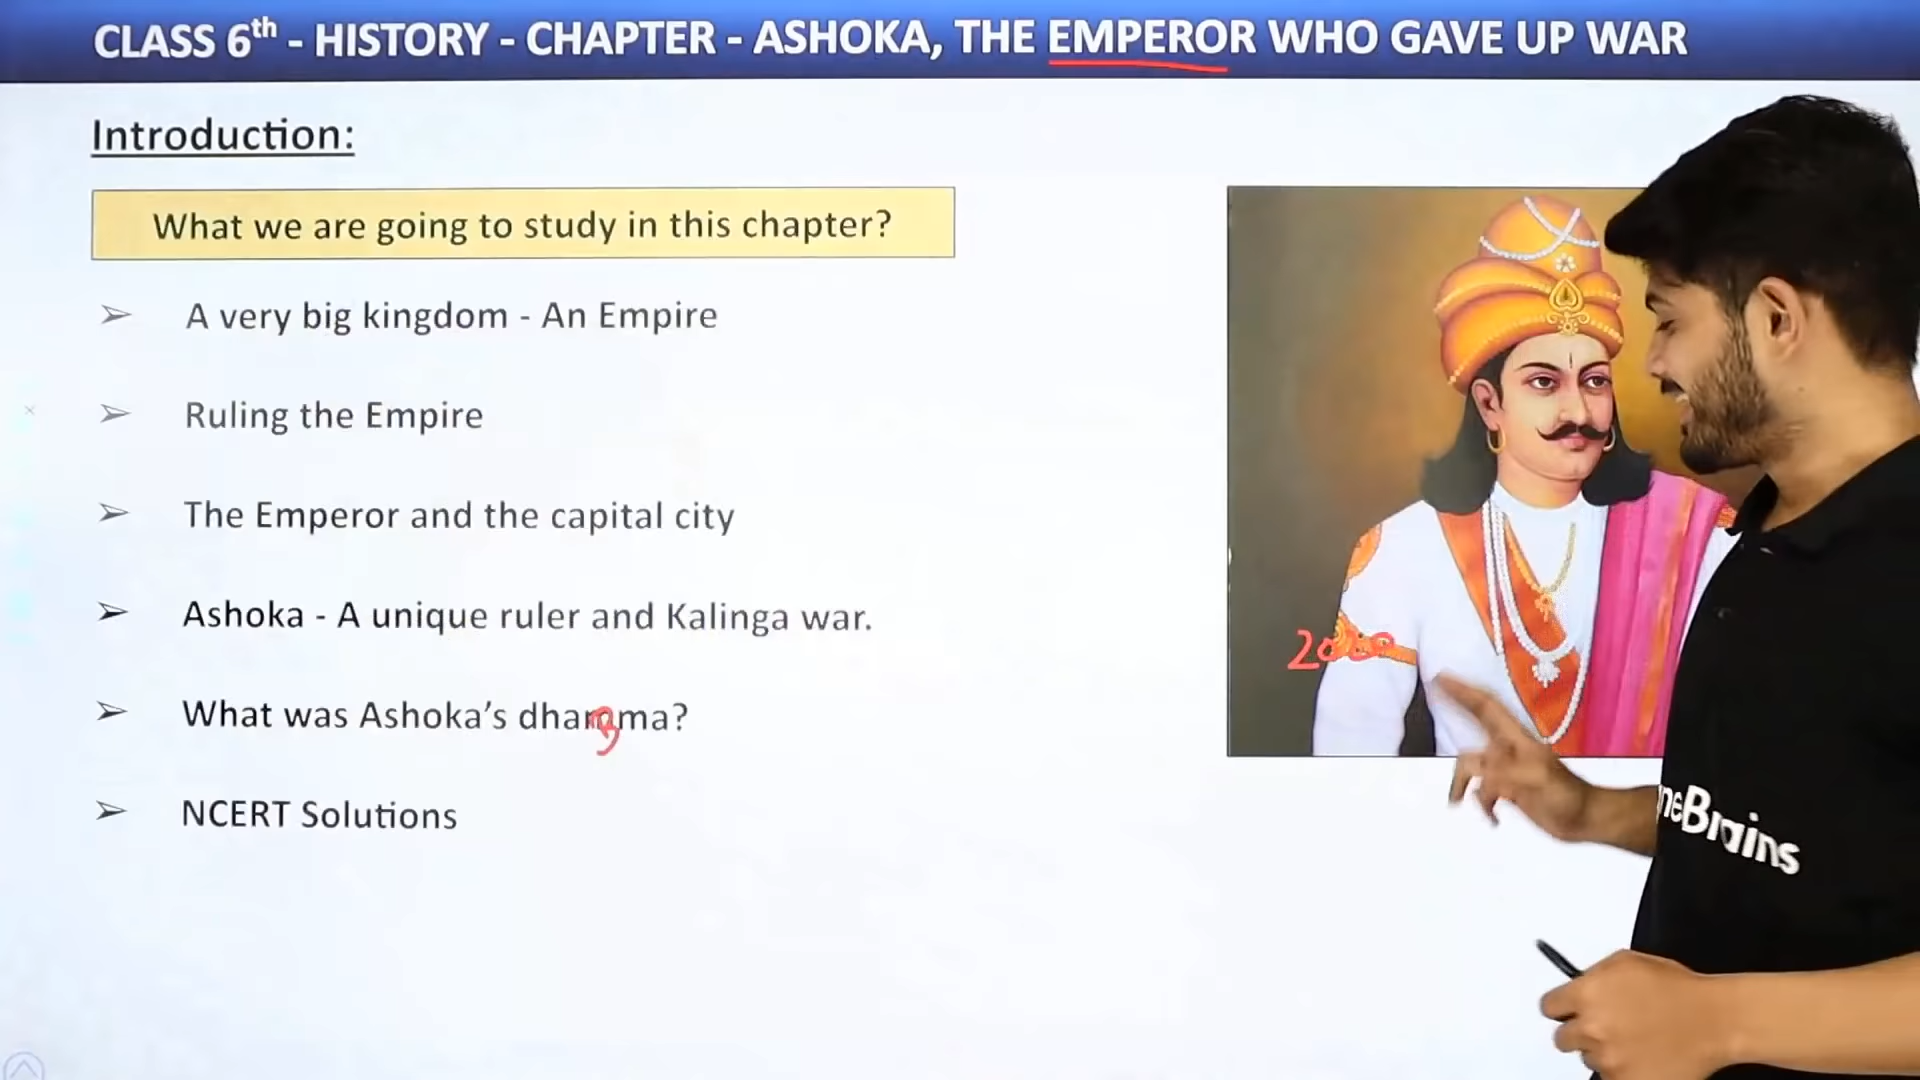 CLASS 6th - HISTORY - CHAPTER - ASHOKA, THE EMPEROR WHO GAVE UP WAR
Introduction:
What we are going to study in this chapter?
➢ A very big kingdom - An Empire
➢ Ruling the Empire
➢ The Emperor and the capital city
➢ Ashoka - A unique ruler and Kalinga war.
➢ What was Ashoka's dhamma?
➢ NCERT Solutions
2020
neBrains